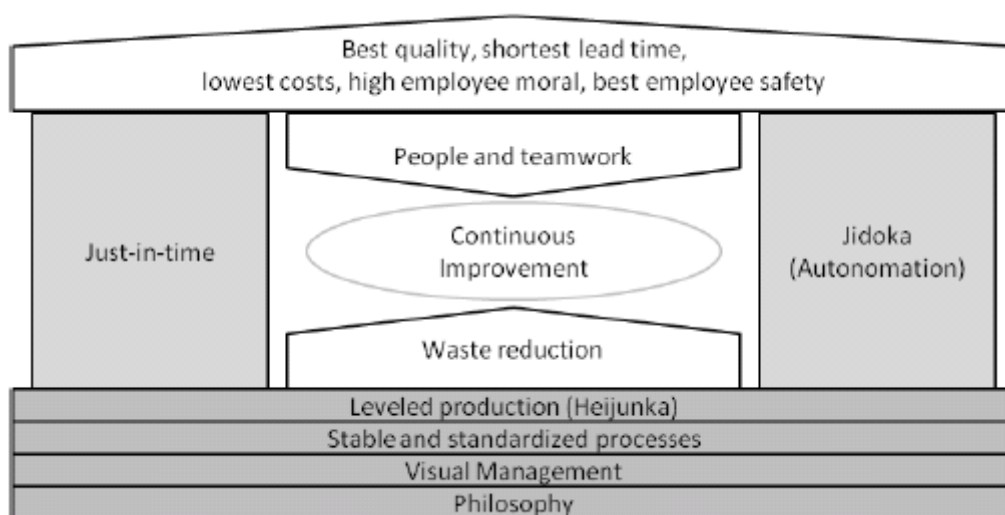 Best quality, shortest lead time,
lowest costs, high employee moral, best employee safety
People and teamwork
Just-in-time
Continuous
Improvement
Jidoka
(Autonomation)
Waste reduction
Leveled production (Heijunka)
Stable and standardized processes
Visual Management
Philosophy